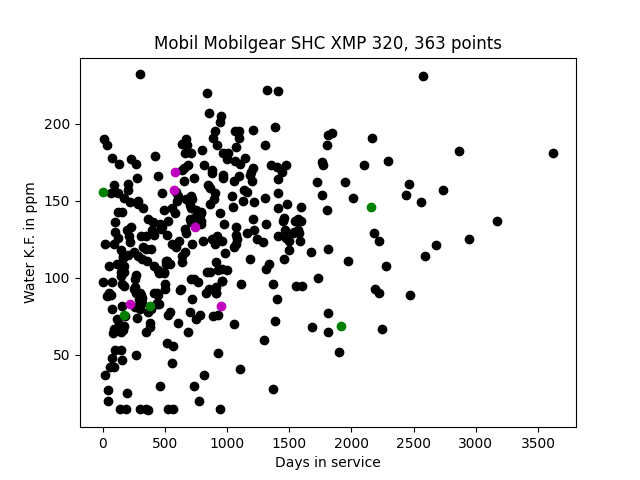 Mobil Mobilgear SHC XMP 320, 363 points
200
150
100
50
Water K.F. in ppm
0 500 1000 1500 2000 2500 3000 3500
Days in service